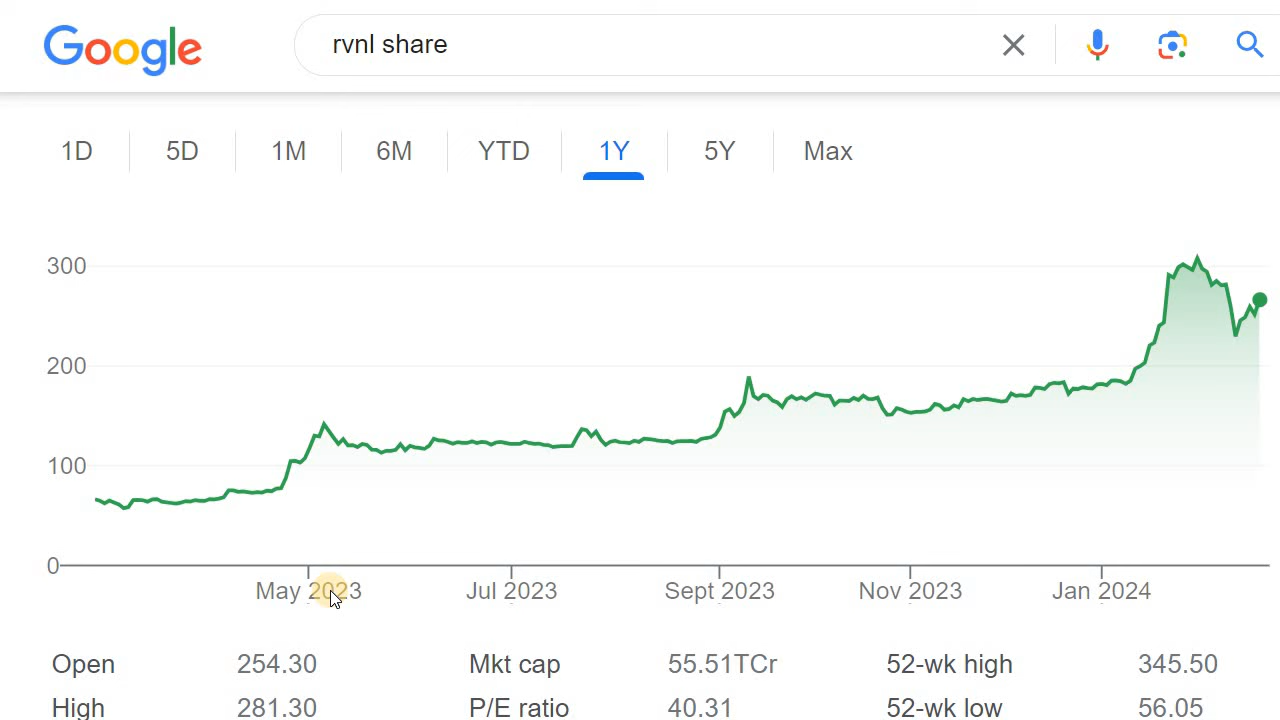 Google rvnl share
1D 5D 1M 6M YTD 1Y 5Y Max
300
200
100
0
May 2023 Jul 2023 Sept 2023 Nov 2023 Jan 2024
Open 254.30 Mkt cap 55.51TCr 52-wk high 345.50
High 281.30 P/E ratio 40.31 52-wk low 56.05